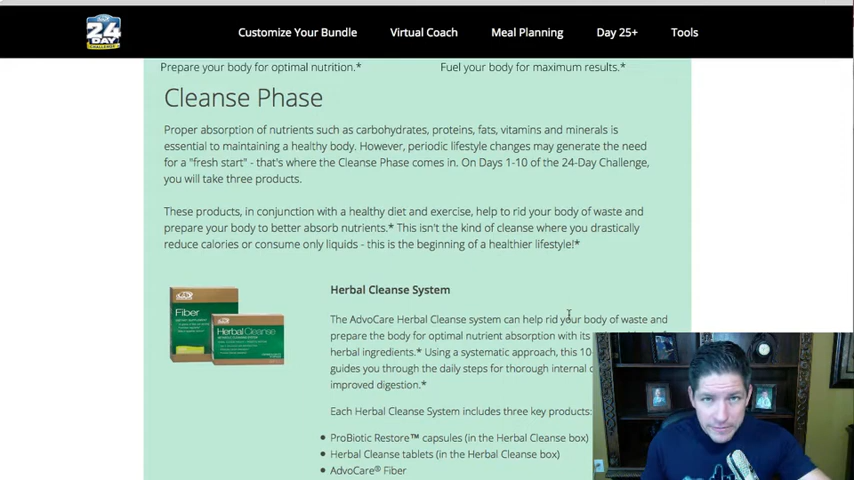 24
DAY
CHALLENGE
Customize Your Bundle
Virtual Coach
Meal Planning
Day 25+
Tools
Prepare your body for optimal nutrition.*
Fuel your body for maximum results.*
Cleanse Phase
Proper absorption of nutrients such as carbohydrates, proteins, fats, vitamins and minerals is
essential to maintaining a healthy body. However, periodic lifestyle changes may generate the need
for a "fresh start" - that's where the Cleanse Phase comes in. On Days 1-10 of the 24-Day Challenge,
you will take three products.
These products, in conjunction with a healthy diet and exercise, help to rid your body of waste and
prepare your body to better absorb nutrients.* This isn't the kind of cleanse where you drastically
reduce calories or consume only liquids - this is the beginning of a healthier lifestyle!*
Fiber
Herbal Cleanse
Herbal Cleanse System
The AdvoCare Herbal Cleanse system can help rid your body of waste and
prepare the body for optimal nutrient absorption with its
herbal ingredients.* Using a systematic approach, this 10-
guides you through the daily steps for thorough internal
improved digestion.*
Each Herbal Cleanse System includes three key products:
ProBiotic Restore™ capsules (in the Herbal Cleanse box)
Herbal Cleanse tablets (in the Herbal Cleanse box)
AdvoCare® Fiber